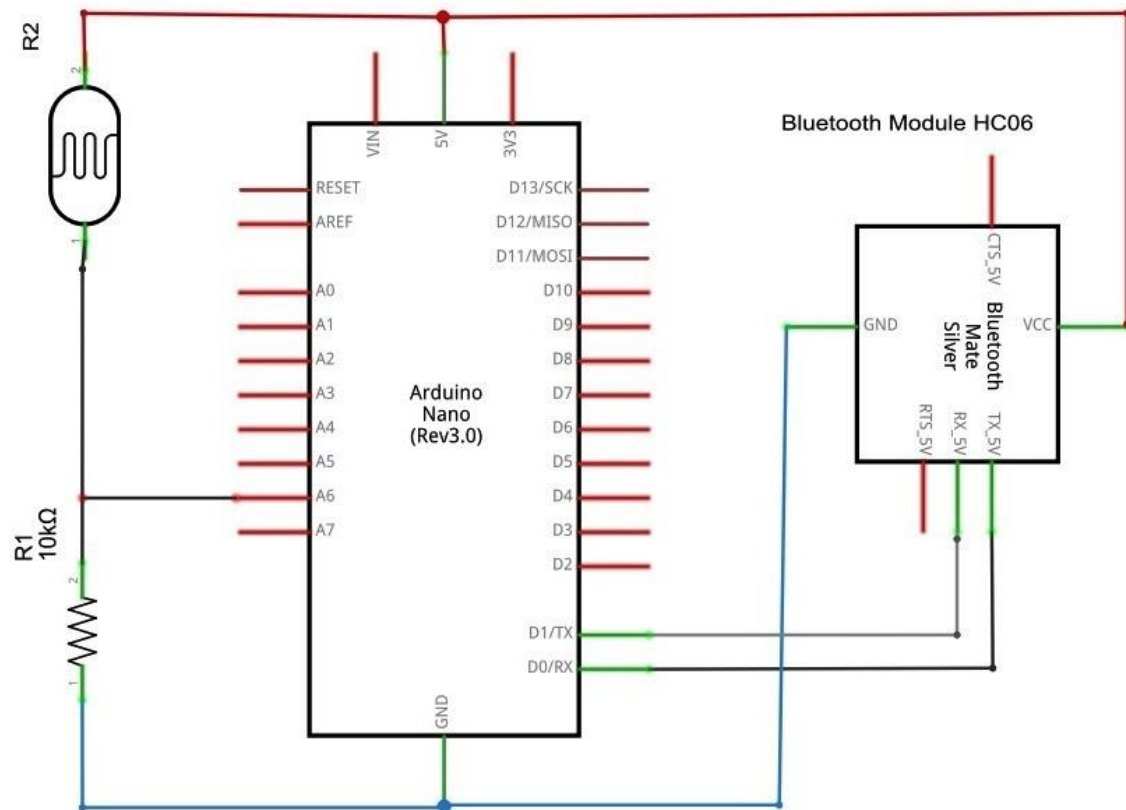 R2
2
1
R1
10kΩ
2
1
VIN
5V
3V3
RESET
AREF
A0
A1
A2
A3
A4
A5
A6
A7
Arduino
Nano
(Rev3.0)
D13/SCK
D12/MISO
D11/MOSI
D10
D9
D8
D7
D6
D5
D4
D3
D2
D1/TX
D0/RX
GND
Bluetooth Module HC06
CTS_5V
GND
Bluetooth
Mate
Silver
VCC
RTS_5V
RX_5V
TX_5V